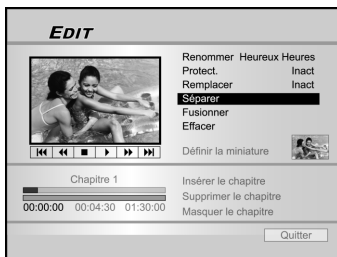 EDIT
Renommer Heureux Heures
Protect. Inact
Remplacer Inact
Séparer
Fusionner
Effacer
Définir la miniature
Chapitre 1
00:00:00 00:04:30 01:30:00
Insérer le chapitre
Supprimer le chapitre
Masquer le chapitre
Quitter